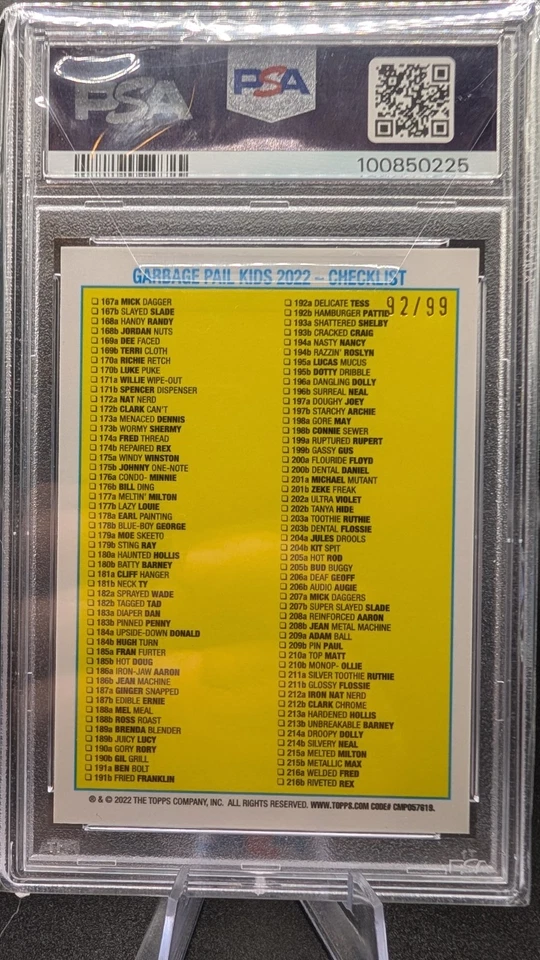 PSA
PSA
100850225
GARBAGE PAIL KIDS 2022 – CHECKLIST
92/99
167a MICK DAGGER
167b SLAYED SLADE
168a HANDY RANDY
168b JORDAN NUTS
169a DEE FACED
169b TERRI CLOTH
170a RICHIE RETCH
170b LUKE PUKE
171a WILLIE WIPE-OUT
171b SPENCER DISPENSER
172a NAT NERD
172b CLARK CAN'T
173a MENACED DENNIS
173b WORMY SHERMY
174a FRED THREAD
174b REPAIRED REX
175a WINDY WINSTON
175b JOHNNY ONE-NOTE
176a CONDO- MINNIE
176b BILL DING
177a MELTIN' MILTON
177b LAZY LOUIE
178a EARL PAINTING
178b BLUE-BOY GEORGE
179a MOE SKEETO
179b STING RAY
180a HAUNTED HOLLIS
180b BATTY BARNEY
181a CLIFF HANGER
181b NECK TY
182a SPRAYED WADE
182b TAGGED TAD
183a DIAPER DAN
183b PINNED PENNY
184a UPSIDE-DOWN DONALD
184b HUGH TURN
185a FRAN FURTER
185b HOT DOUG
186a IRON-JAW AARON
186b JEAN MACHINE
187a GINGER SNAPPED
187b EDIBLE ERNIE
188a MEL MEAL
188b ROSS ROAST
189a BRENDA BLENDER
189b JUICY LUCY
190a GORY RORY
190b GIL GRILL
191a BEN BOLT
191b FRIED FRANKLIN
192a DELICATE TESS
192b HAMBURGER PATTIE
193a SHATTERED SHELBY
193b CRACKED CRAIG
194a NASTY NANCY
194b RAZZIN' ROSLYN
195a LUCAS MUCUS
195b DOTTY DRIBBLE
196a DANGLING DOLLY
196b SURREAL NEAL
197a DOUGHY JOEY
197b STARCHY ARCHIE
198a GORE MAY
198b CONNIE SEWER
199a RUPTURED RUPERT
199b GASSY GUS
200a FLOURIDE FLOYD
200b DENTAL DANIEL
201a MICHAEL MUTANT
201b ZEKE FREAK
202a ULTRA VIOLET
202b TANYA HIDE
203a TOOTHIE RUTHIE
203b DENTAL FLOSSIE
204a JULES DROOLS
204b KIT SPIT
205a HOT ROD
205b BUD BUGGY
206a DEAF GEOFF
206b AUDIO AUGIE
207a MICK DAGGERS
207b SUPER SLAYED SLADE
208a REINFORCED AARON
208b JEAN METAL MACHINE
209a ADAM BALL
209b PIN PAUL
210a TOP MATT
210b MONOP- OLLIE
211a SILVER TOOTHIE RUTHIE
211b GLOSSY FLOSSIE
212a IRON NAT NERD
212b CLARK CHROME
213a HARDENED HOLLIS
213b UNBREAKABLE BARNEY
214a DROOPY DOLLY
214b SILVERY NEAL
215a MELTED MILTON
215b METALLIC MAX
216a WELDED FRED
216b RIVETED REX
® & © 2022 THE TOPPS COMPANY, INC. ALL RIGHTS RESERVED. WWW.TOPPS.COM CODE# CMP057619.
PSA